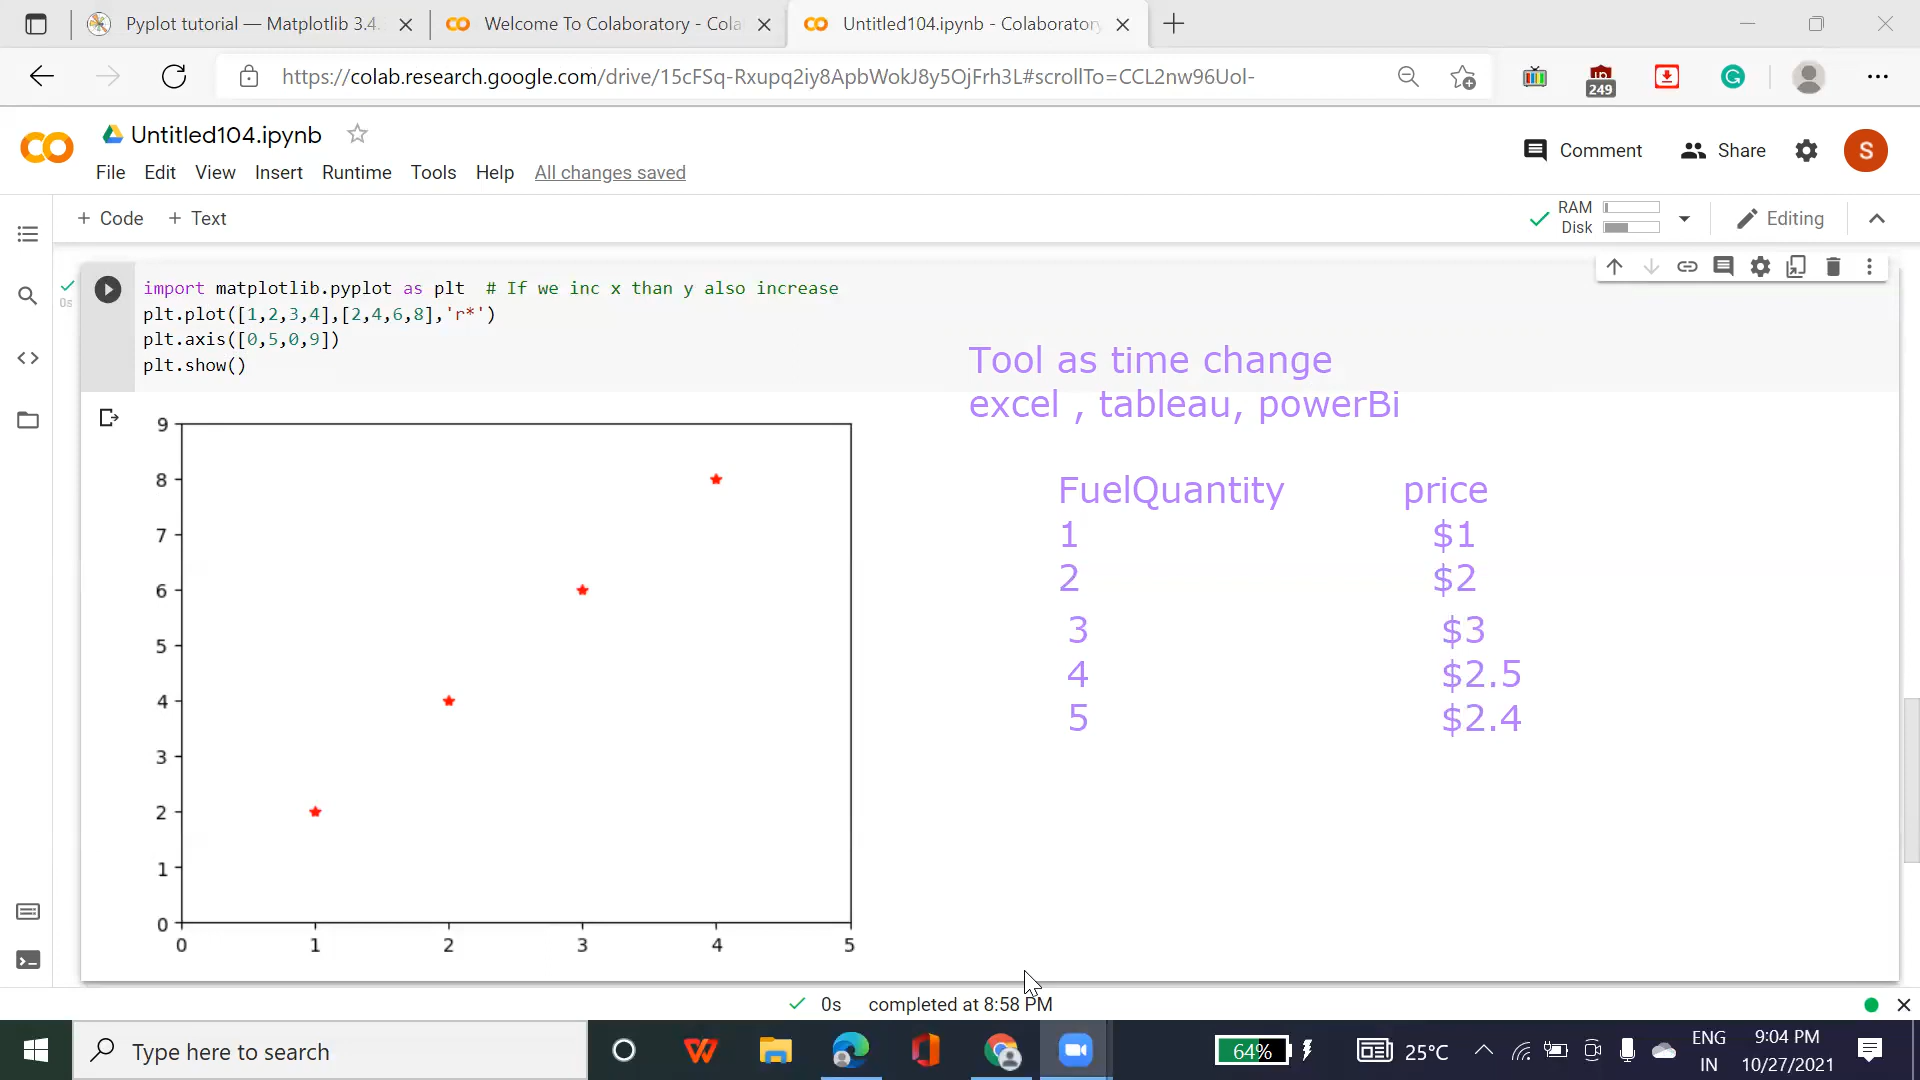 Pyplot tutorial — Matplotlib 3.4.
Welcome To Colaboratory - Cola
Untitled104.ipynb - Colaboratory
https://colab.research.google.com/drive/15cFSq-Rxupq2iy8ApbWokJ8y5OjFrh3L#scrollTo=CCL2nw96Uol-
249
Untitled104.ipynb
Comment
Share
S
File Edit View Insert Runtime Tools Help All changes saved
+ Code + Text
RAM
Disk
Editing
0s
import matplotlib.pyplot as plt # If we inc x than y also increase
plt.plot([1,2,3,4],[2,4,6,8],'r*')
plt.axis([0,5,0,9])
plt.show()
Tool as time change
excel , tableau, powerBi
FuelQuantity price
1 $1
2 $2
3 $3
4 $2.5
5 $2.4
9
8
7
6
5
4
3
2
1
0
0 1 2 3 4 5
0s completed at 8:58 PM
Type here to search
64%
25°C
ENG
IN
9:04 PM
10/27/2021